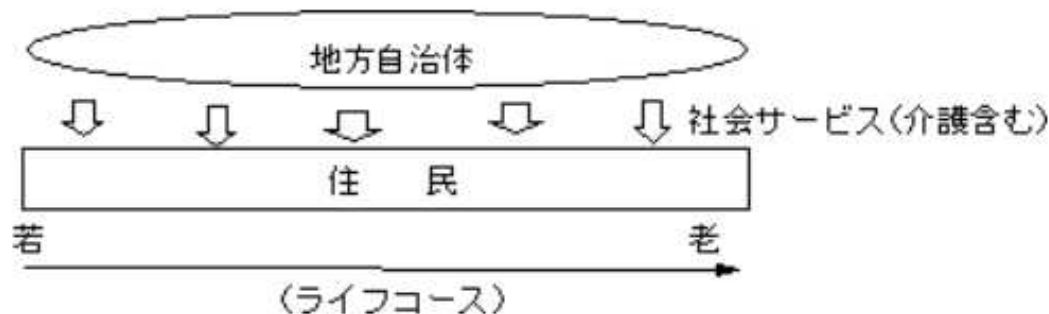 地方自治体
社会サービス(介護含む)
住　民
若
老
(ライフコース)